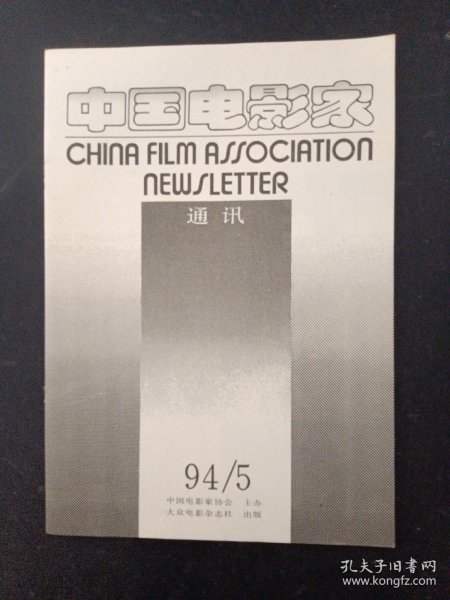 中国电影家
CHINA FILM ASSOCIATION
NEWSLETTER
通讯
94/5
中国电影家协会 主办
大众电影杂志社 出版
孔夫子旧书网
www.kongfz.com